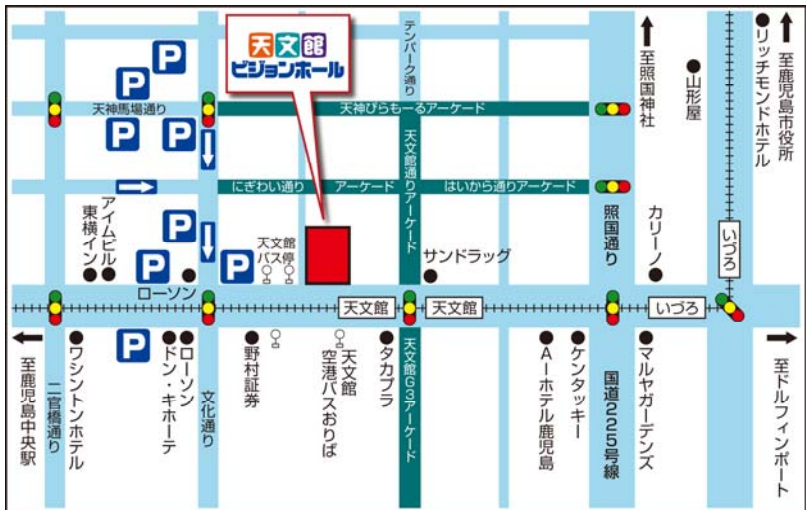 天文館
ビジョンホール
テンパーク通り
至照国神社
山形屋
リッチモンドホテル
至鹿児島市役所
P
P
天神馬場通り
天神ぴらもーるアーケード
P
P
天文館通りアーケード
にぎわい通り
アーケード
はいから通りアーケード
照国通り
カリーノ
いづろ
東横イン
アイムビル
P
P
P
ローソン
天文館
バス停
サンドラッグ
天文館
天文館
いづろ
至鹿児島中央駅
二官橋通り
ワシントンホテル
P
ドン・キホーテ
ローソン
文化通り
野村証券
天文館
空港バスおりば
タカプラ
天文館G3アーケード
Aーホテル鹿児島
ケンタッキー
国道225号線
マルヤガーデンズ
至ドルフィンポート